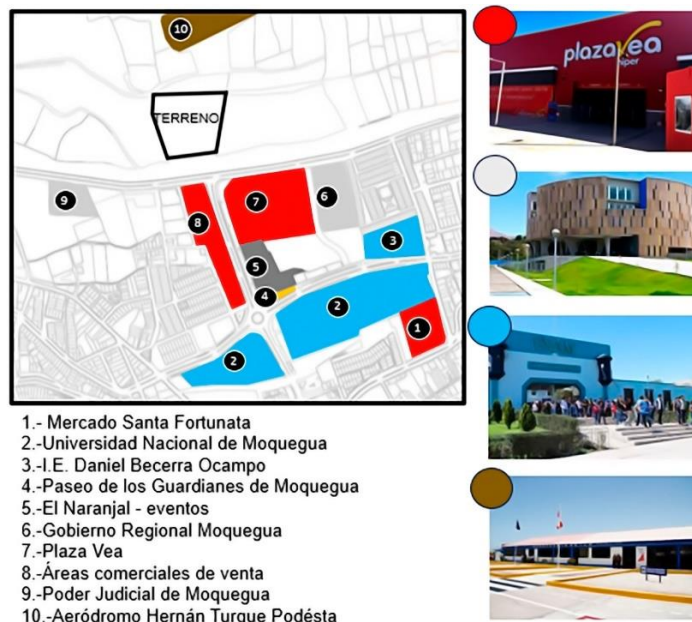 10
TERRENO
9
8
7
6
5
3
4
2
2
1
plazaVea
hiper
1.- Mercado Santa Fortunata
2.-Universidad Nacional de Moquegua
3.-I.E. Daniel Becerra Ocampo
4.-Paseo de los Guardianes de Moquegua
5.-El Naranjal - eventos
6.-Gobierno Regional Moquegua
7.-Plaza Vea
8.-Áreas comerciales de venta
9.-Poder Judicial de Moquegua
10.-Aeródromo Hernán Turque Podésta